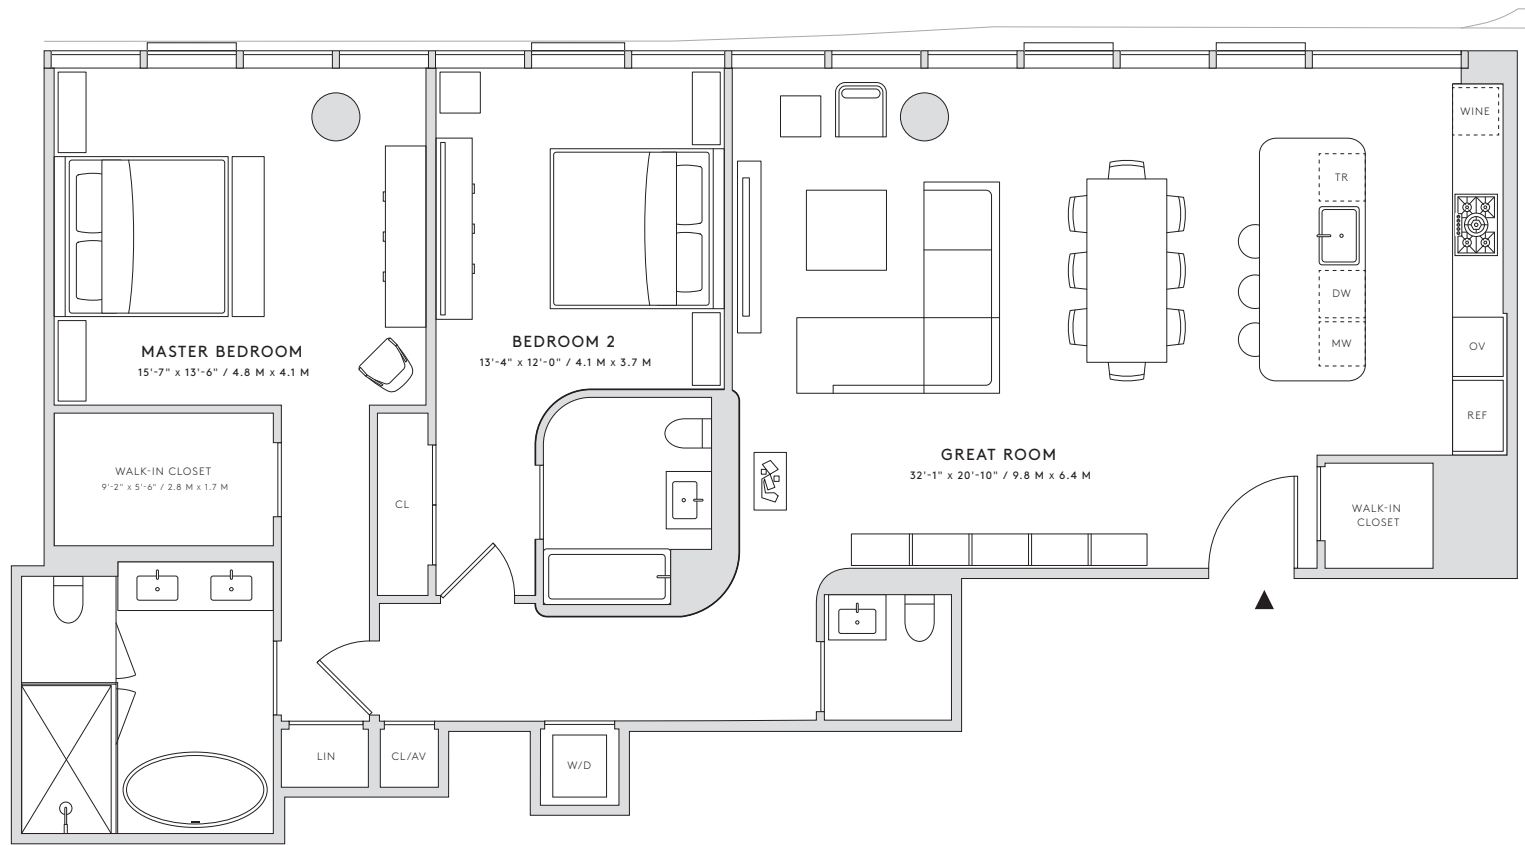 WINE
TR
DW
MW
OV
REF
MASTER BEDROOM
15'-7" x 13'-6" / 4.8 M x 4.1 M
BEDROOM 2
13'-4" x 12'-0" / 4.1 M x 3.7 M
GREAT ROOM
32'-1" x 20'-10" / 9.8 M x 6.4 M
WALK-IN CLOSET
9'-2" x 5'-6" / 2.8 M x 1.7 M
CL
WALK-IN
CLOSET
LIN
CL/AV
W/D